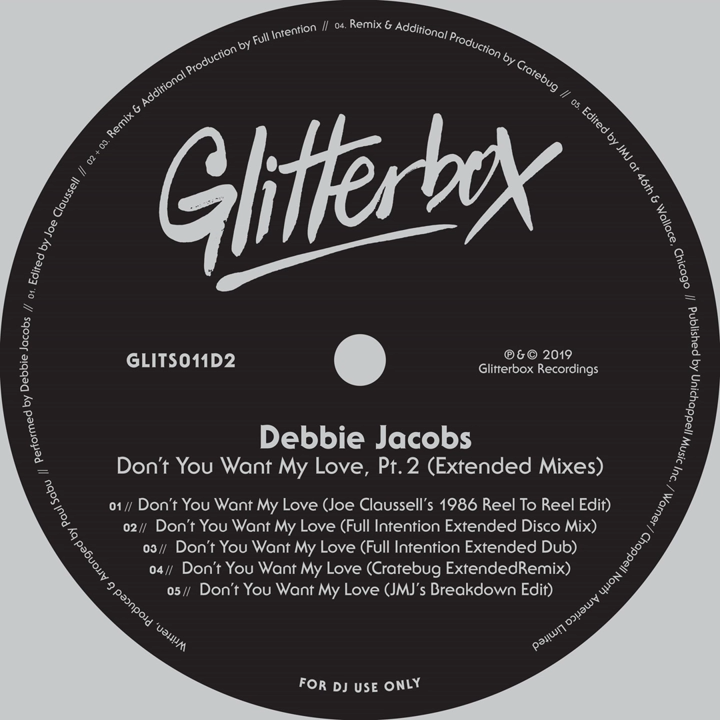 Written, Produced & Arranged by Paul Sabu // Performed by Debbie Jacobs // 01. Edited by Joe Claussell // 02 + 03. Remix & Additional Production by Full Intention // 04. Remix & Additional Production by Cratebug // 05. Edited by JMJ at 46th & Wallace, Chicago // Published by Unichappell Music Inc. / Warner / Chappell North America Limited
Glitterbox
GLITS011D2
℗ & © 2019
Glitterbox Recordings
Debbie Jacobs
Don't You Want My Love, Pt. 2 (Extended Mixes)
01 // Don't You Want My Love (Joe Claussell's 1986 Reel To Reel Edit)
02 // Don't You Want My Love (Full Intention Extended Disco Mix)
03 // Don't You Want My Love (Full Intention Extended Dub)
04 // Don't You Want My Love (Cratebug ExtendedRemix)
05 // Don't You Want My Love (JMJ's Breakdown Edit)
FOR DJ USE ONLY